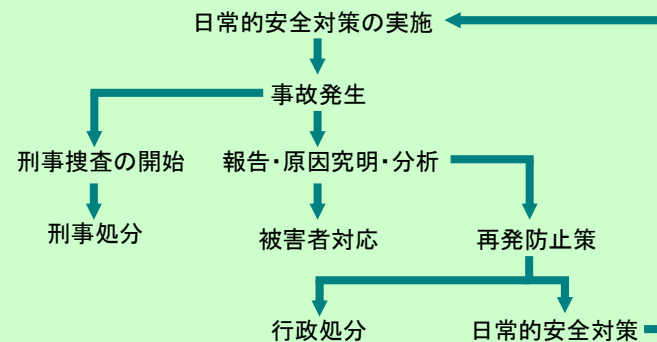 日常的安全対策の実施
事故発生
刑事捜査の開始
報告・原因究明・分析
刑事処分
被害者対応
再発防止策
行政処分
日常的安全対策